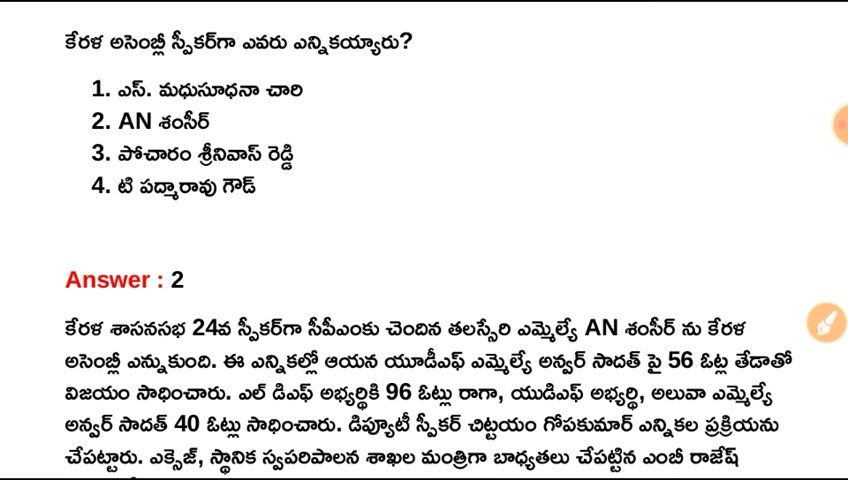 కేరళ అసెంబ్లీ స్పీకర్‌గా ఎవరు ఎన్నికయ్యారు?
1. ఎస్. మధుసూధనా చారి
2. AN శంసీర్
3. పోచారం శ్రీనివాస్ రెడ్డి
4. టి పద్మారావు గౌడ్
Answer : 2
కేరళ శాసనసభ 24వ స్పీకర్‌గా సీపీఎంకు చెందిన తలస్సేరి ఎమ్మెల్యే AN శంసీర్ ను కేరళ
అసెంబ్లీ ఎన్నుకుంది. ఈ ఎన్నికల్లో ఆయన యూడీఎఫ్ ఎమ్మెల్యే అన్వర్ సాదత్ పై 56 ఓట్ల తేడాతో
విజయం సాధించారు. ఎల్ డిఎఫ్ అభ్యర్థికి 96 ఓట్లు రాగా, యుడిఎఫ్ అభ్యర్థి, అలువా ఎమ్మెల్యే
అన్వర్ సాదత్ 40 ఓట్లు సాధించారు. డిప్యూటీ స్పీకర్ చిట్టయం గోపకుమార్ ఎన్నికల ప్రక్రియను
చేపట్టారు. ఎక్సైజ్, స్థానిక స్వపరిపాలన శాఖల మంత్రిగా బాధ్యతలు చేపట్టిన ఎంబీ రాజేష్